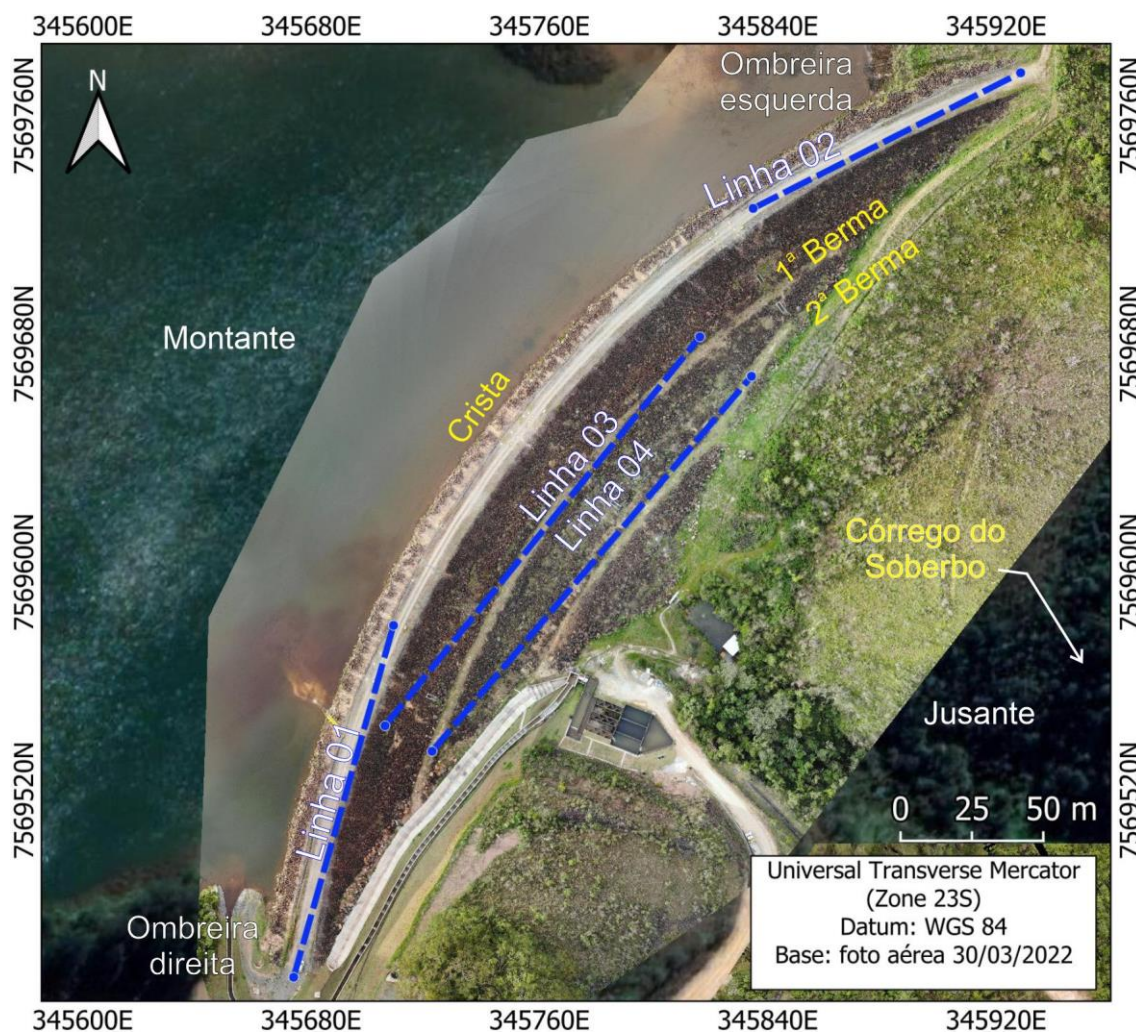 345600E 345680E 345760E 345840E 345920E
7569760N
7569680N
7569600N
7569520N
N
Ombreira
esquerda
Linha 02
1ª Berma
2ª Berma
Montante
Crista
Linha 03
Linha 04
Córrego do
Soberbo
Linha 01
Jusante
0 25 50 m
Ombreira
direita
Universal Transverse Mercator
(Zone 23S)
Datum: WGS 84
Base: foto aérea 30/03/2022
7569760N
7569680N
7569600N
7569520N
345600E 345680E 345760E 345840E 345920E